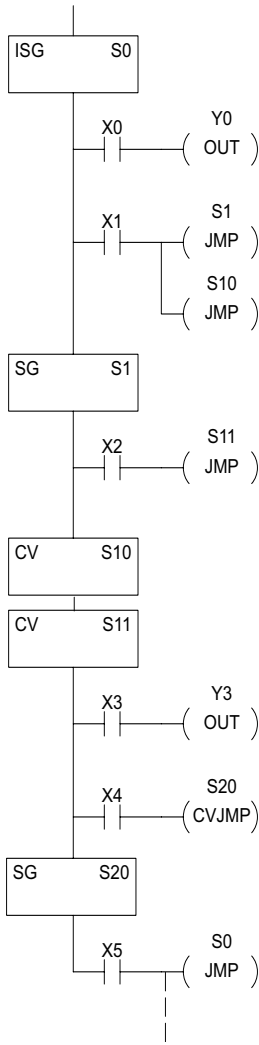 ISG S0
X0
Y0
OUT
X1
S1
JMP
S10
JMP
SG S1
X2
S11
JMP
CV S10
CV S11
X3
Y3
OUT
X4
S20
CVJMP
SG S20
X5
S0
JMP